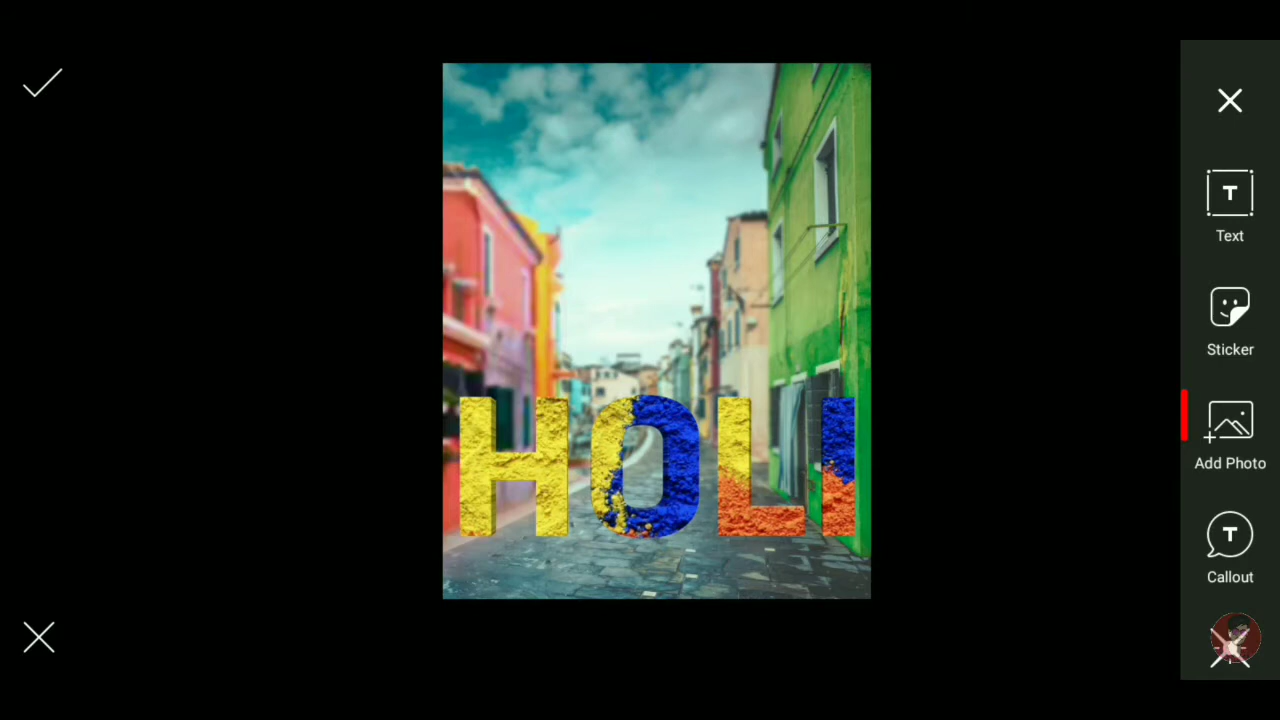 T
Text
Sticker
Add Photo
T
Callout
HOLI